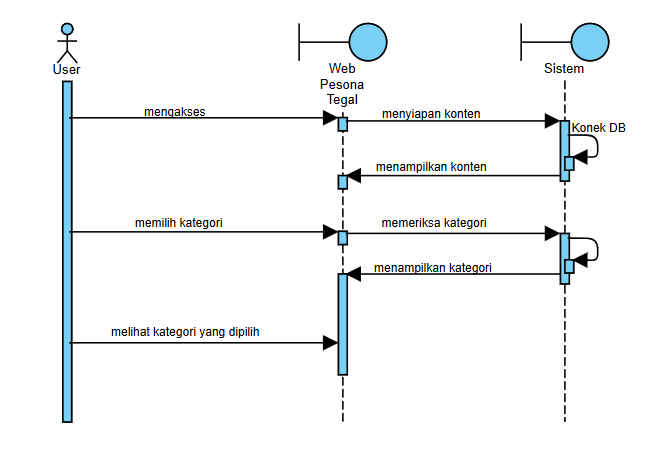 User
Web
Pesona
Tegal
Sistem
mengakses
menyiapan konten
Konek DB
menampilkan konten
memilih kategori
memeriksa kategori
menampilkan kategori
melihat kategori yang dipilih